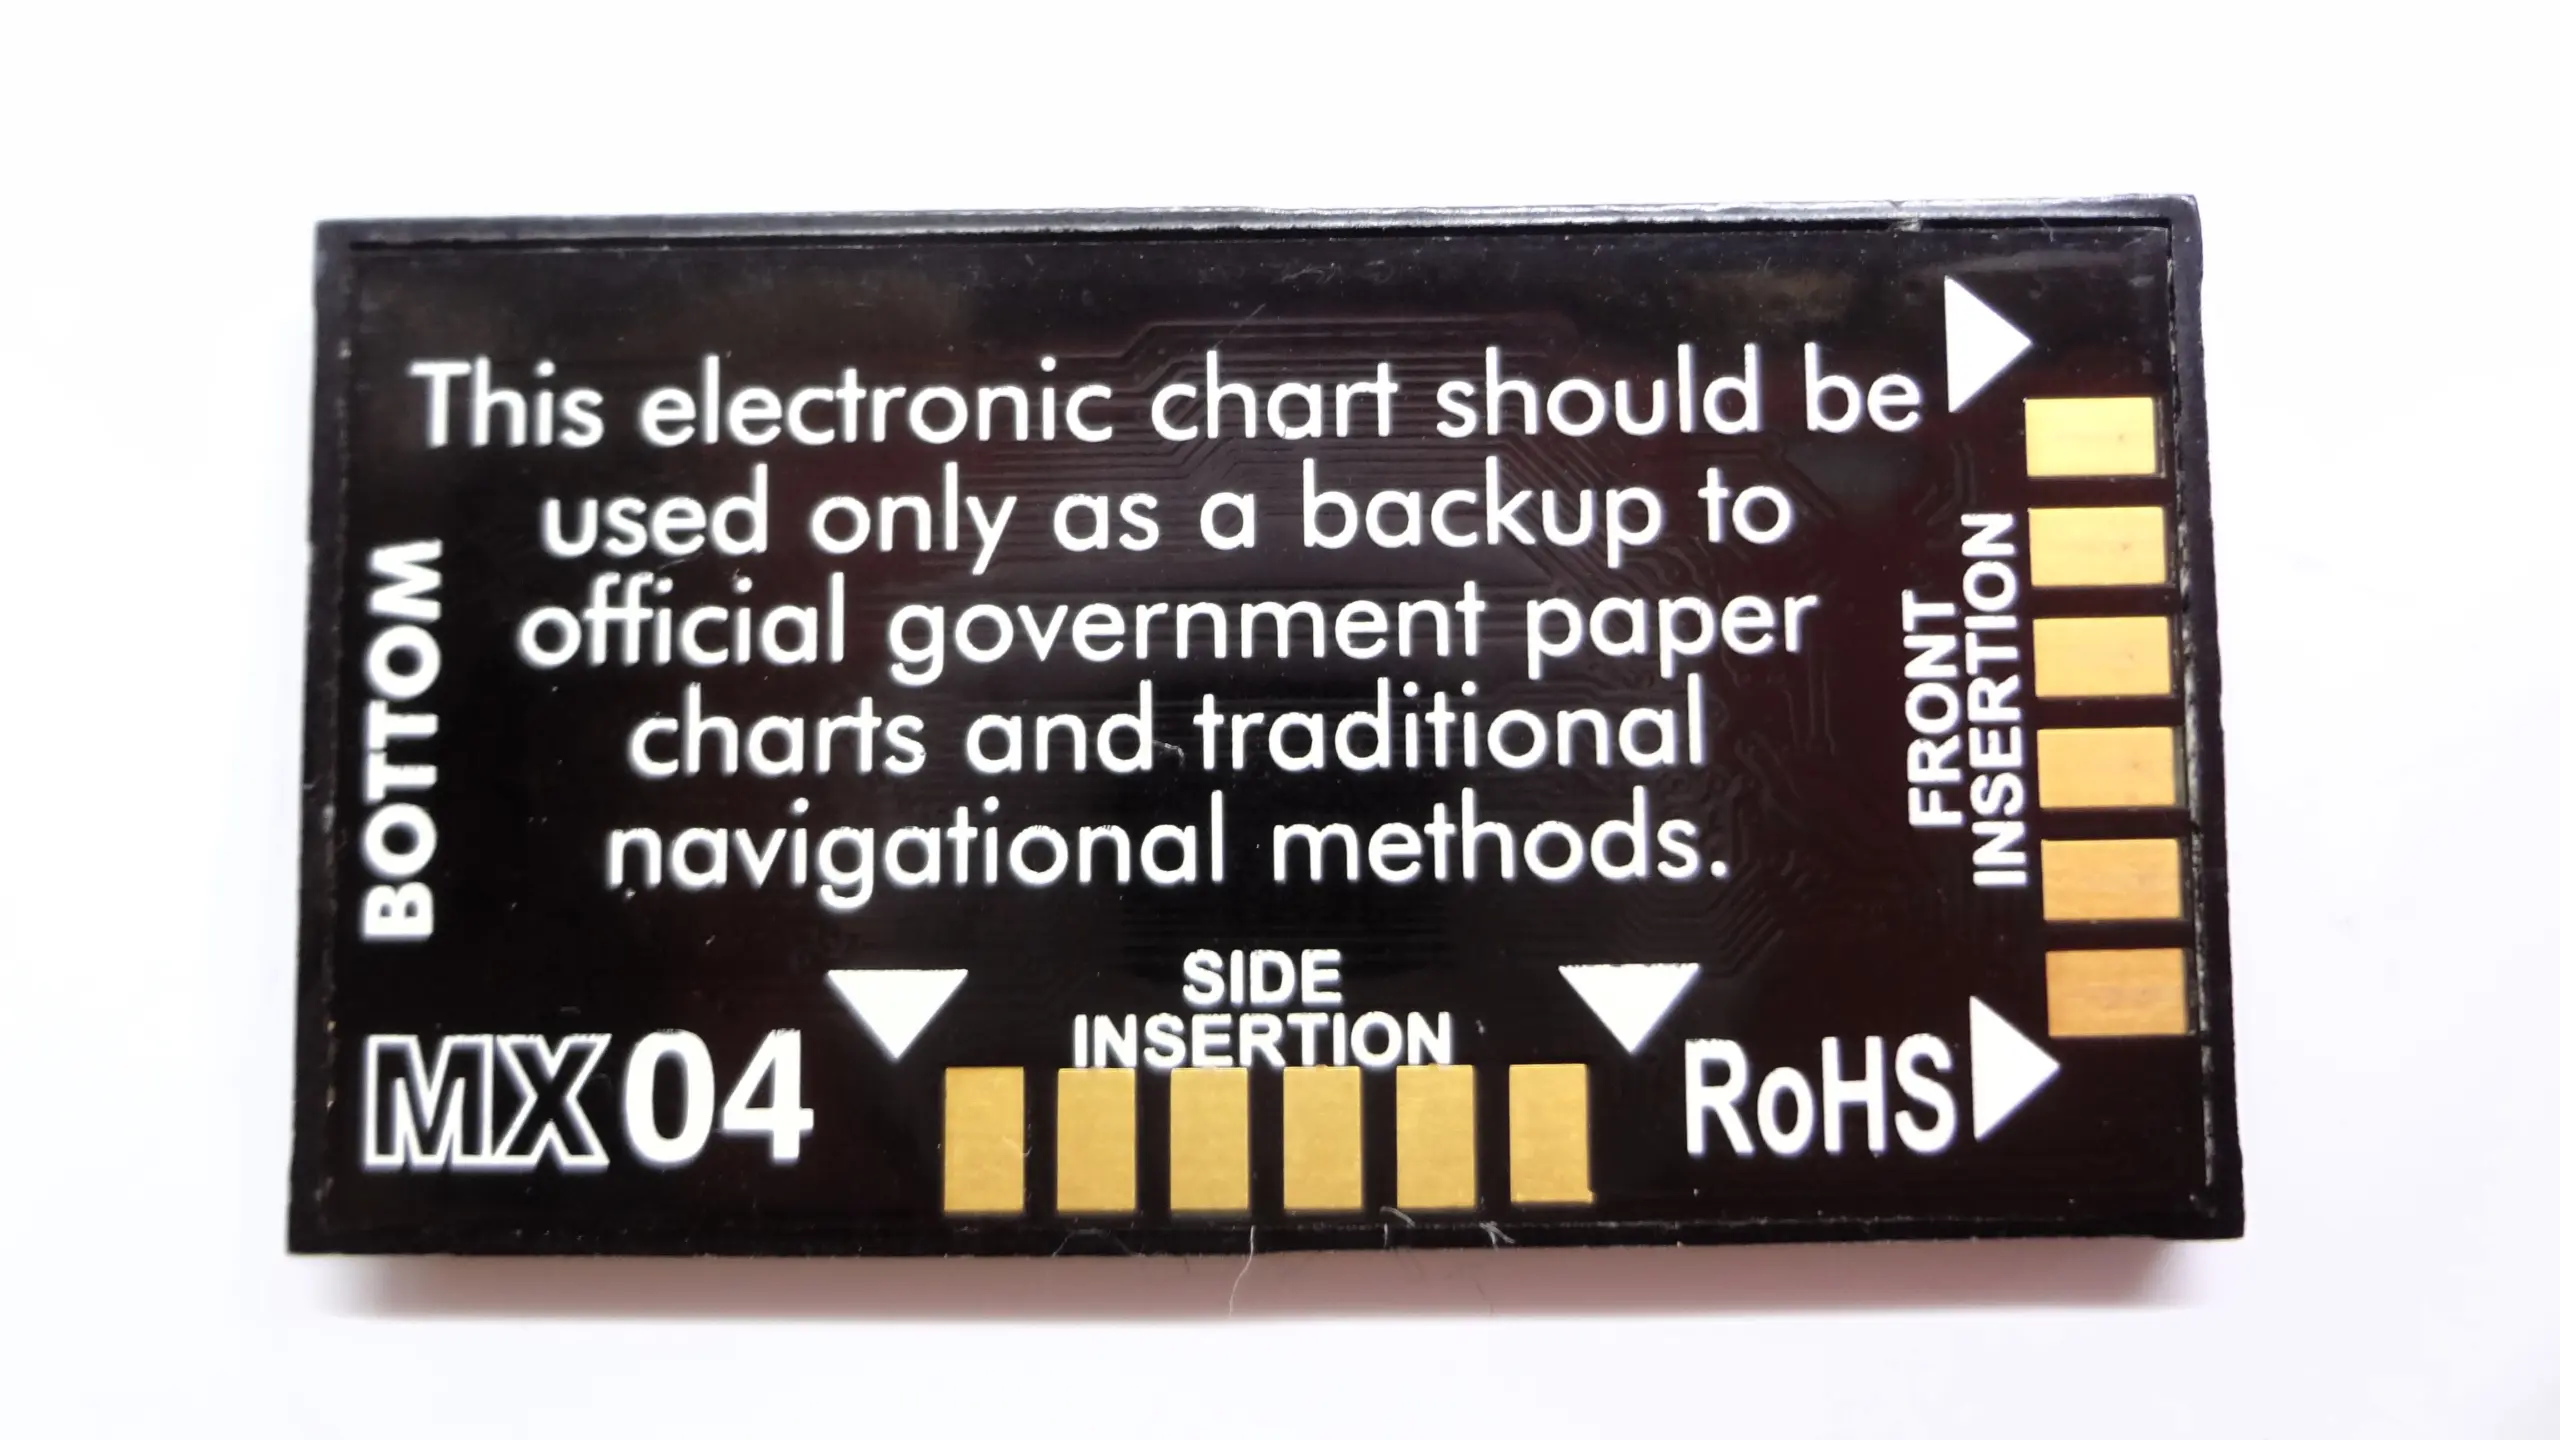 This electronic chart should be
used only as a backup to
official government paper
charts and traditional
navigational methods.
BOTTOM
FRONT
INSERTION
SIDE
INSERTION
MX04
RoHS